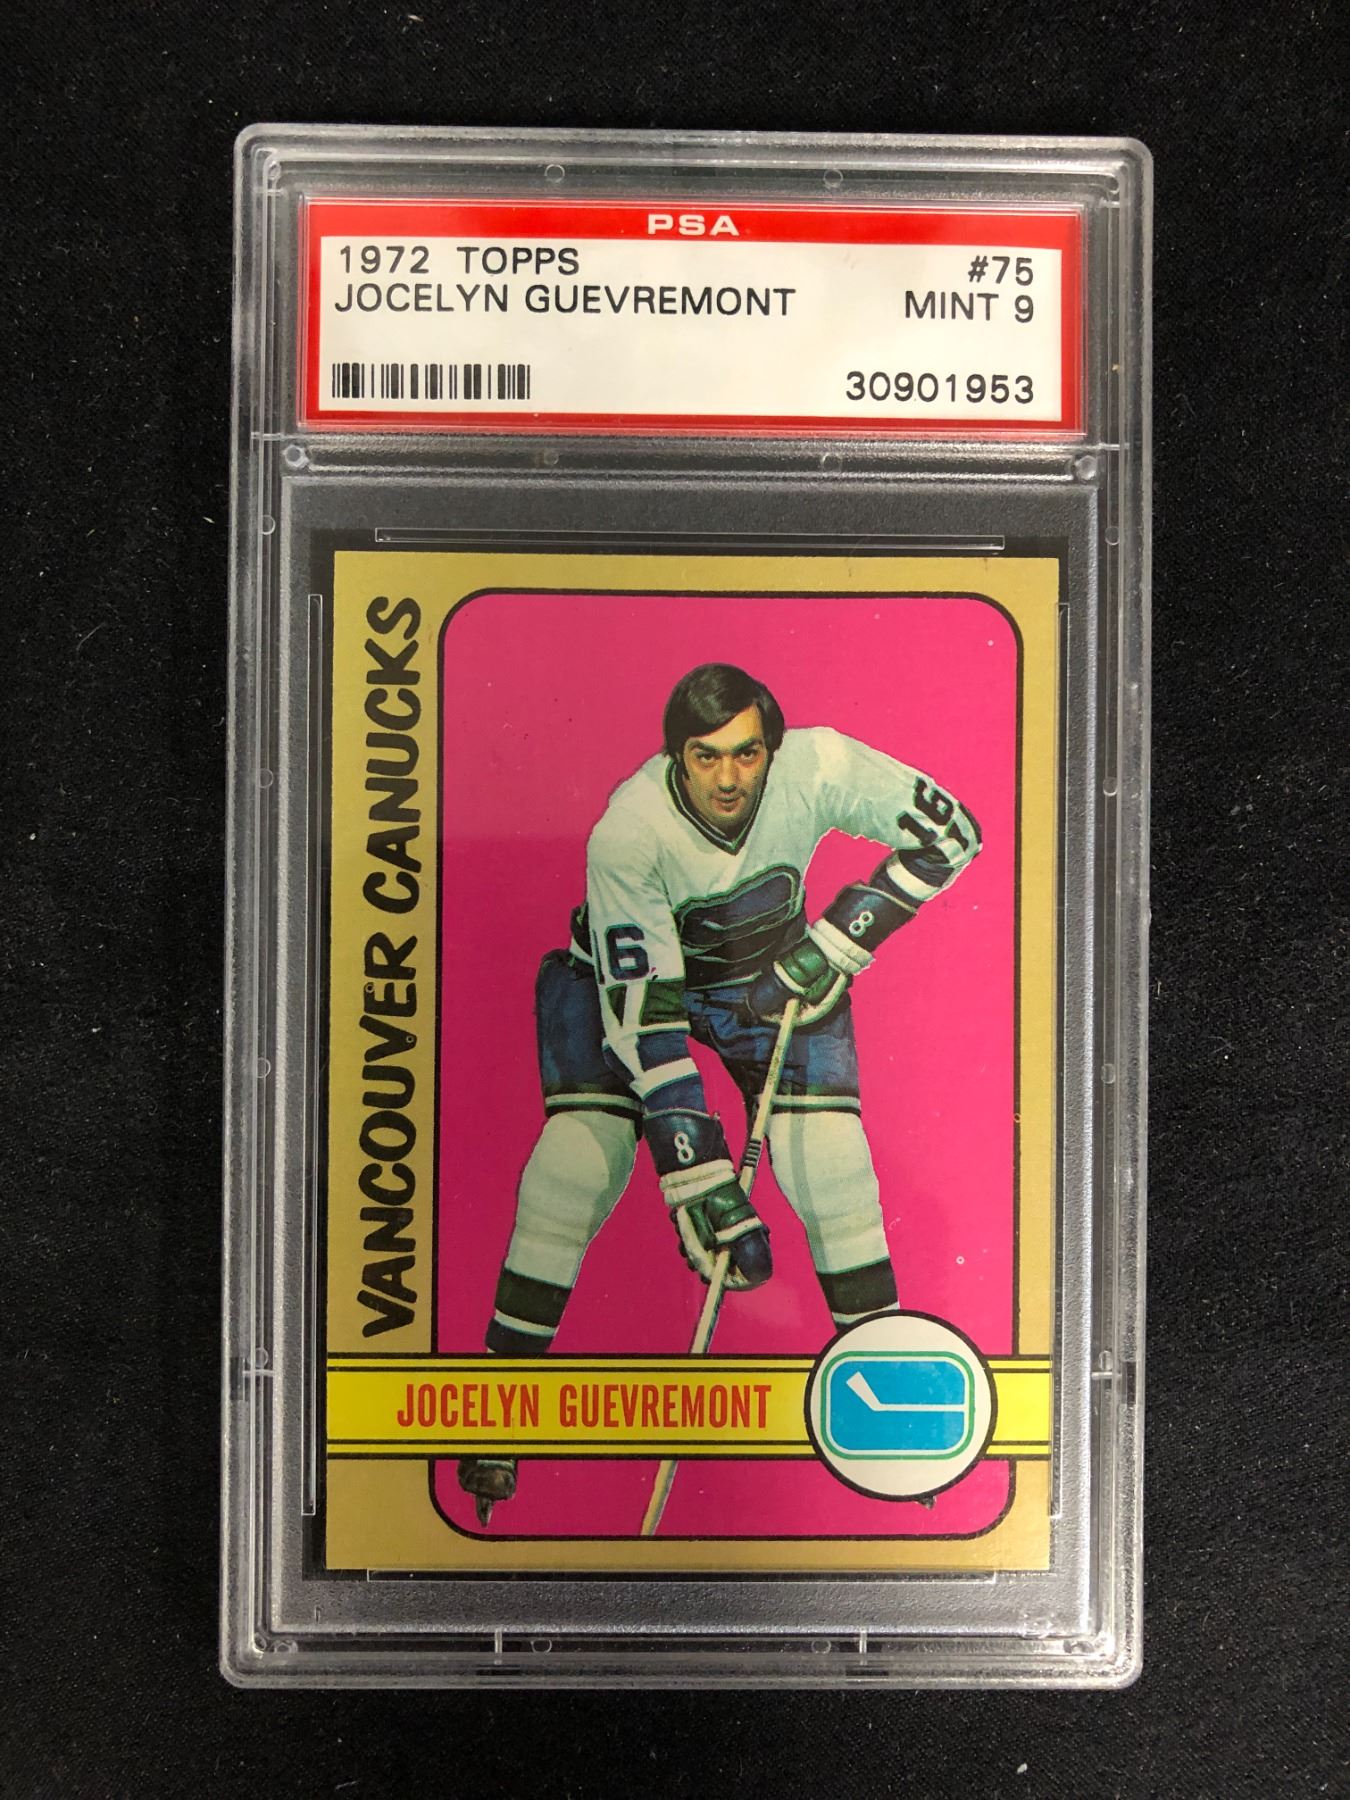 PSA
1972 TOPPS #75
JOCELYN GUEVREMONT MINT 9
30901953
VANCOUVER CANUCKS
16
16
8
8
JOCELYN GUEVREMONT